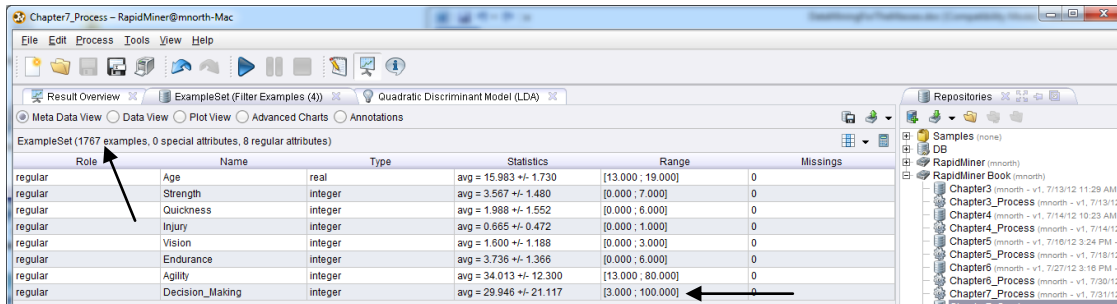 Chapter7_Process – RapidMiner@mnorth-Mac
File Edit Process Tools View Help
Result Overview ExampleSet (Filter Examples (4)) Quadratic Discriminant Model (LDA) Repositories
Meta Data View Data View Plot View Advanced Charts Annotations
ExampleSet (1767 examples, 0 special attributes, 8 regular attributes)
Role Name Type Statistics Range Missings
regular Age real avg = 15.983 +/- 1.730 [13.000 ; 19.000] 0
regular Strength integer avg = 3.567 +/- 1.480 [0.000 ; 7.000] 0
regular Quickness integer avg = 1.988 +/- 1.552 [0.000 ; 6.000] 0
regular Injury integer avg = 0.665 +/- 0.472 [0.000 ; 1.000] 0
regular Vision integer avg = 1.600 +/- 1.188 [0.000 ; 3.000] 0
regular Endurance integer avg = 3.736 +/- 1.366 [0.000 ; 6.000] 0
regular Agility integer avg = 34.013 +/- 12.300 [13.000 ; 80.000] 0
regular Decision_Making integer avg = 29.946 +/- 21.117 [3.000 ; 100.000] 0
Samples (none)
DB
RapidMiner (mnorth)
RapidMiner Book (mnorth)
Chapter3 (mnorth - v1, 7/13/12 11:29 AM
Chapter3_Process (mnorth - v1, 7/13/12
Chapter4 (mnorth - v1, 7/14/12 10:23 AM
Chapter4_Process (mnorth - v1, 7/14/1
Chapter5 (mnorth - v1, 7/16/12 3:24 PM -
Chapter5_Process (mnorth - v1, 7/18/1
Chapter6 (mnorth - v1, 7/27/12 3:16 PM -
Chapter6_Process (mnorth - v1, 7/30/1
Chapter7_Process (mnorth - v1, 7/31/1